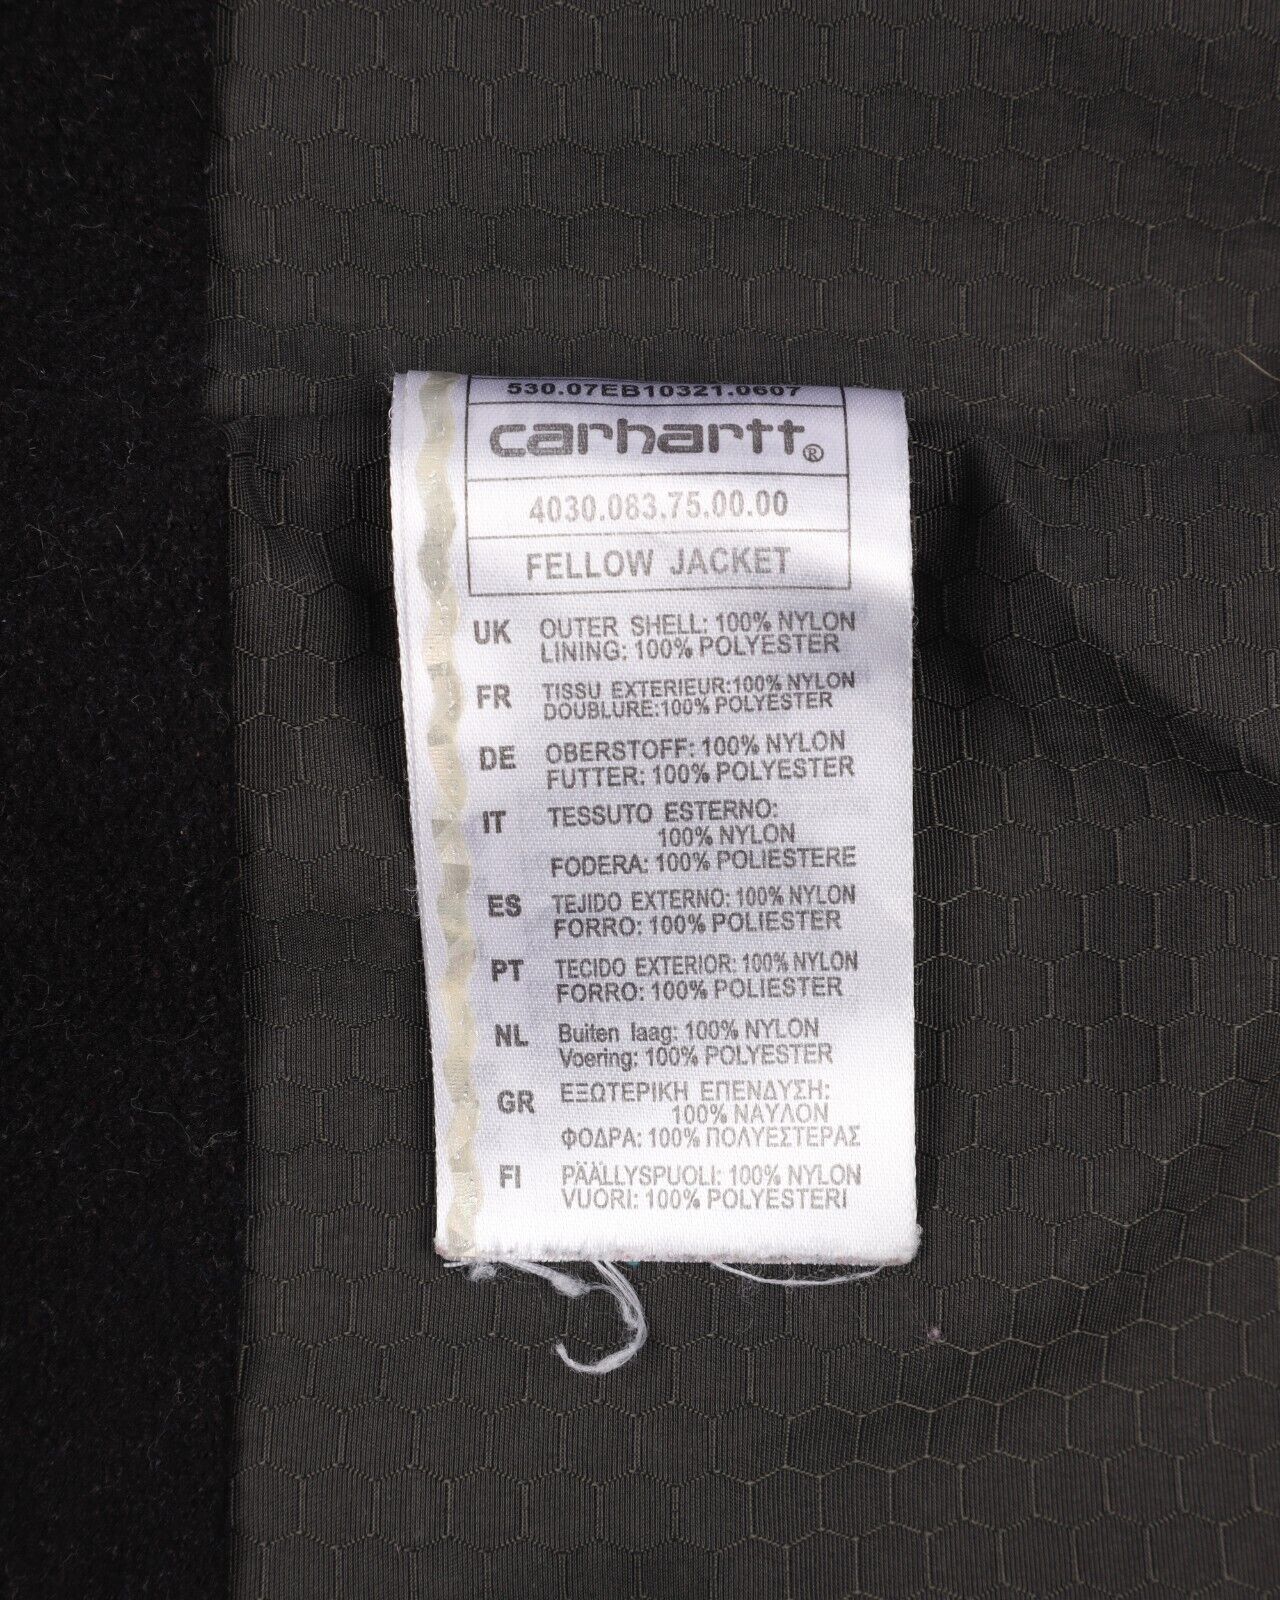 530.07EB10321.0607
carhartt®
4030.083.75.00.00
FELLOW JACKET
UK OUTER SHELL: 100% NYLON
LINING: 100% POLYESTER
FR TISSU EXTERIEUR:100% NYLON
DOUBLURE:100% POLYESTER
DE OBERSTOFF: 100% NYLON
FUTTER: 100% POLYESTER
IT TESSUTO ESTERNO:
100% NYLON
FODERA: 100% POLIESTERE
ES TEJIDO EXTERNO: 100% NYLON
FORRO: 100% POLIESTER
PT TECIDO EXTERIOR: 100% NYLON
FORRO: 100% POLIESTER
NL Buiten laag: 100% NYLON
Voering: 100% POLYESTER
GR ΕΞΩΤΕΡΙΚΗ ΕΠΕΝΔΥΣΗ:
100% ΝΑΥΛΟΝ
ΦΟΔΡΑ: 100% ΠΟΛΥΕΣΤΕΡΑΣ
FI PÄÄLLYSPUOLI: 100% NYLON
VUORI: 100% POLYESTERI